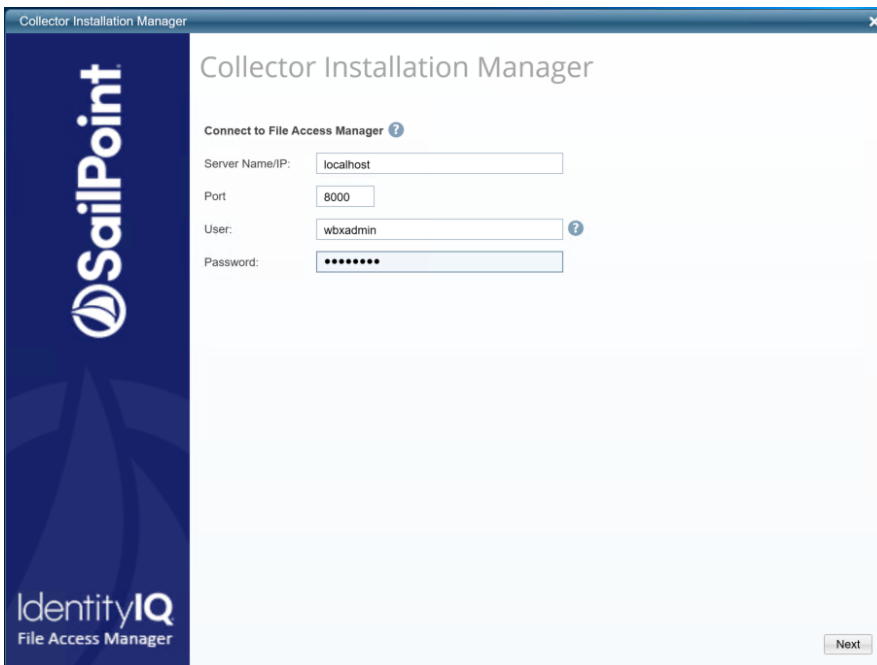 Collector Installation Manager
SailPoint
Collector Installation Manager
Connect to File Access Manager ?
Server Name/IP: localhost
Port 8000
User: wbxadmin ?
Password: ••••••••
IdentityIQ
File Access Manager
Next